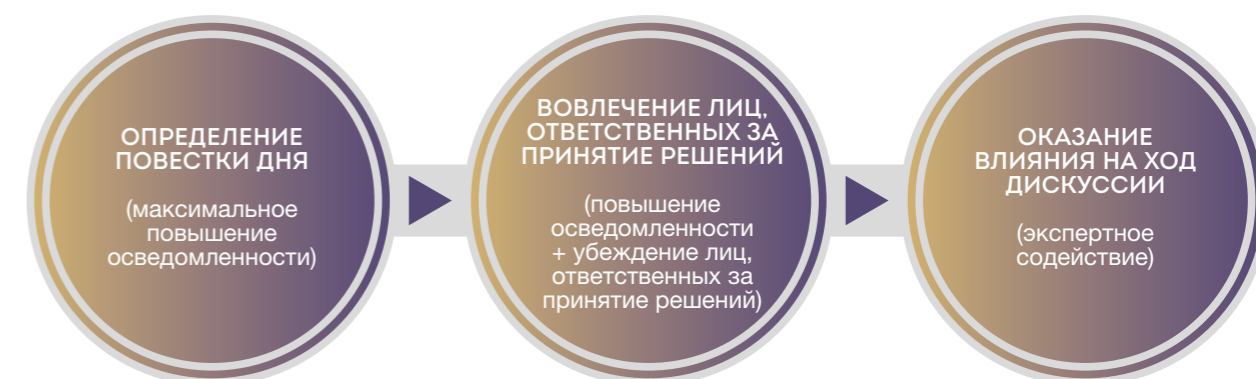 ОПРЕДЕЛЕНИЕ
ПОВЕСТКИ ДНЯ
(максимальное
повышение
осведомленности)
ВОВЛЕЧЕНИЕ ЛИЦ,
ОТВЕТСТВЕННЫХ ЗА
ПРИНЯТИЕ РЕШЕНИЙ
(повышение
осведомленности
+ убеждение лиц,
ответственных за
принятие решений)
ОКАЗАНИЕ
ВЛИЯНИЯ НА ХОД
ДИСКУССИИ
(экспертное
содействие)